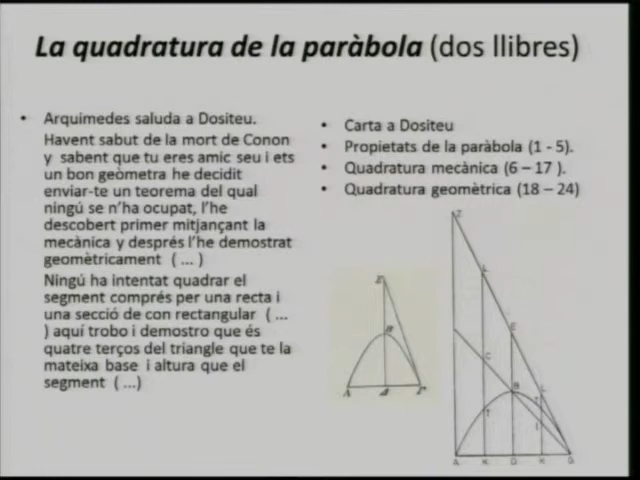 La quadratura de la paràbola (dos llibres)
• Arquimedes saluda a Dositeu.
Havent sabut de la mort de Conon
y sabent que tu eres amic seu i ets
un bon geòmetra he decidit
enviar-te un teorema del qual
ningú se n'ha ocupat, l'he
descobert primer mitjançant la
mecànica y després l'he demostrat
geomètricament ( ... )
Ningú ha intentat quadrar el
segment comprés per una recta i
una secció de con rectangular ( ...
) aquí trobo i demostro que és
quatre terços del triangle que te la
mateixa base i altura que el
segment ( ...)
• Carta a Dositeu
• Propietats de la paràbola (1 - 5).
• Quadratura mecànica (6 – 17 ).
• Quadratura geomètrica (18 – 24)
E
B
A Δ Γ
Z
E
C
B
T
A K D K G